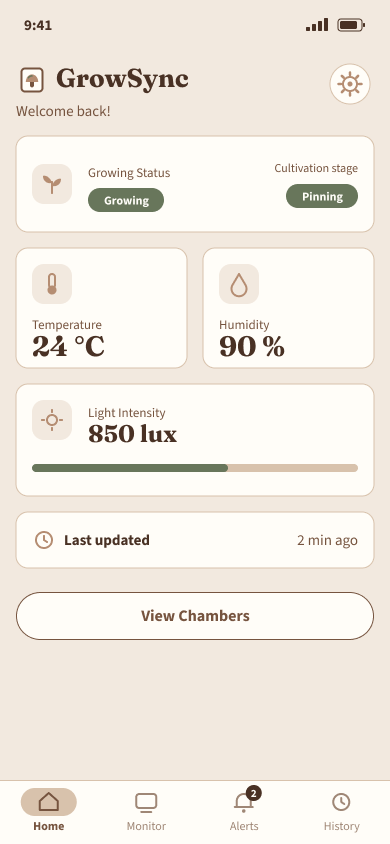 9:41
GrowSync
Welcome back!
Growing Status
Growing
Cultivation stage
Pinning
Temperature
24 °C
Humidity
90 %
Light Intensity
850 lux
Last updated
2 min ago
View Chambers
2
Home
Monitor
Alerts
History